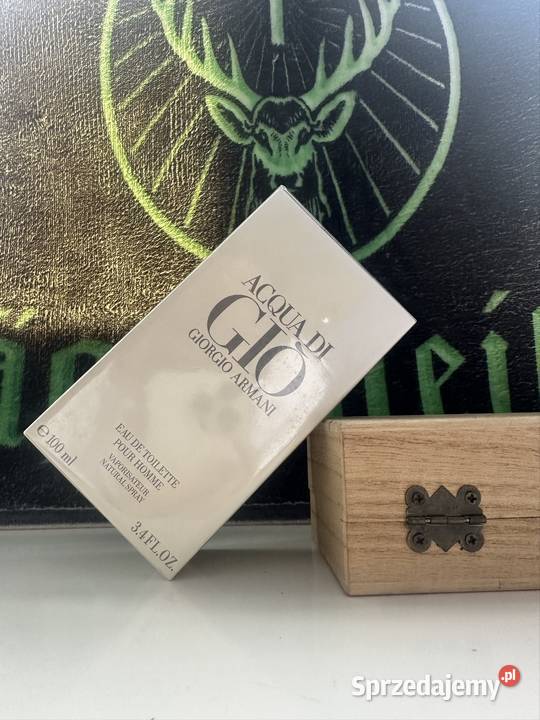 ACQUA DI
GIÒ
GIORGIO ARMANI
EAU DE TOILETTE
POUR HOMME
VAPORISATEUR
NATURAL SPRAY
e 100 ml
3.4 FL.OZ.
Sprzedajemy.pl